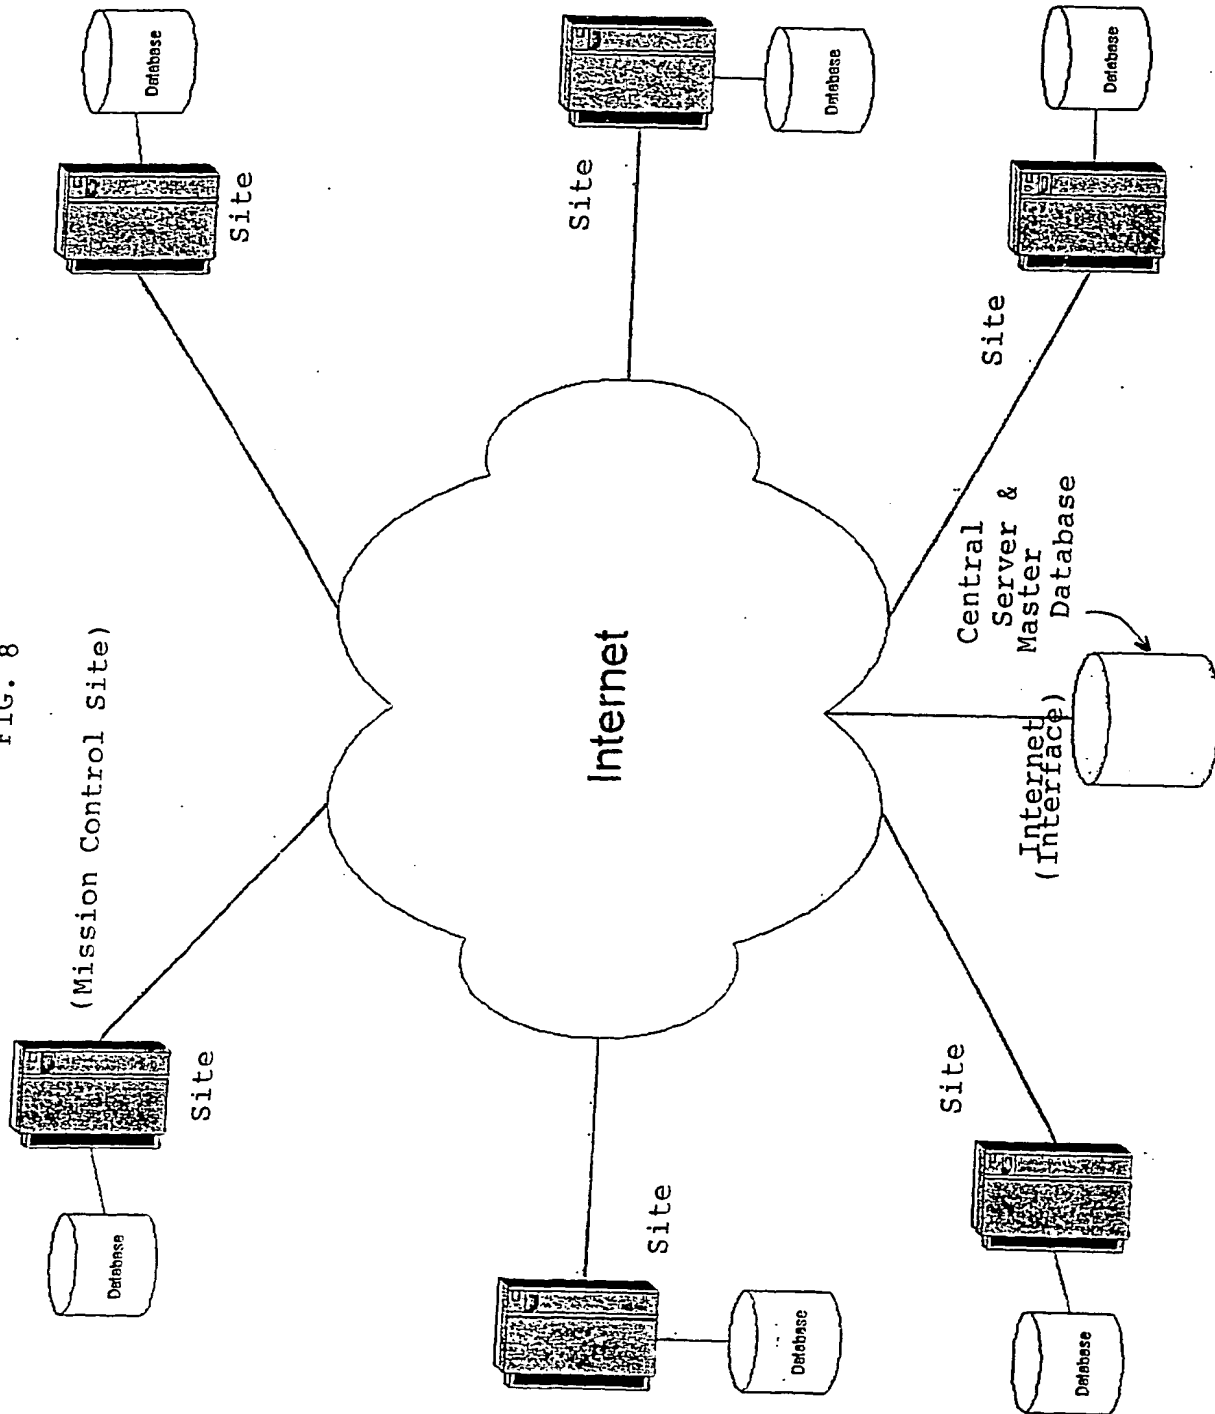 FIG. 8
(Mission Control Site)
Database
Database
Site
Site
Site
Internet
Site
Database
Database
Site
Site
Central
Server &
Master
Database
Internet
(Interface)
Database
Database